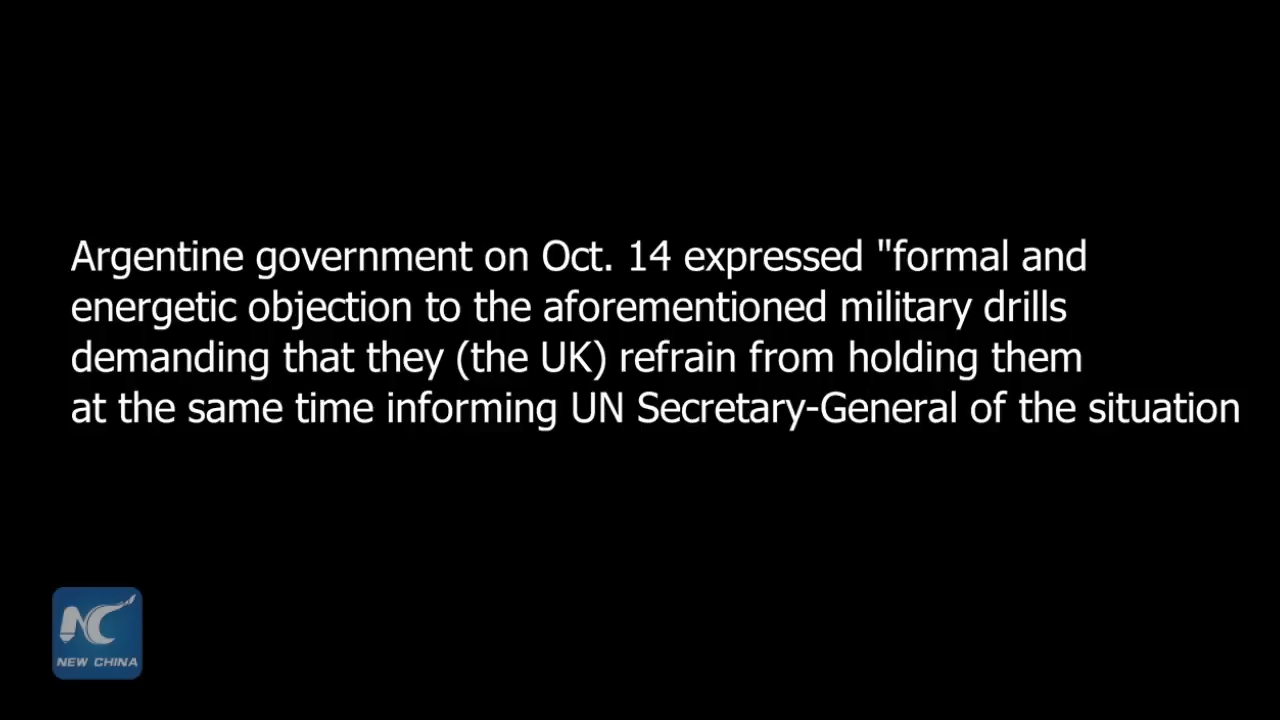 Argentine government on Oct. 14 expressed "formal and
energetic objection to the aforementioned military drills
demanding that they (the UK) refrain from holding them
at the same time informing UN Secretary-General of the situation
NC
NEW CHINA